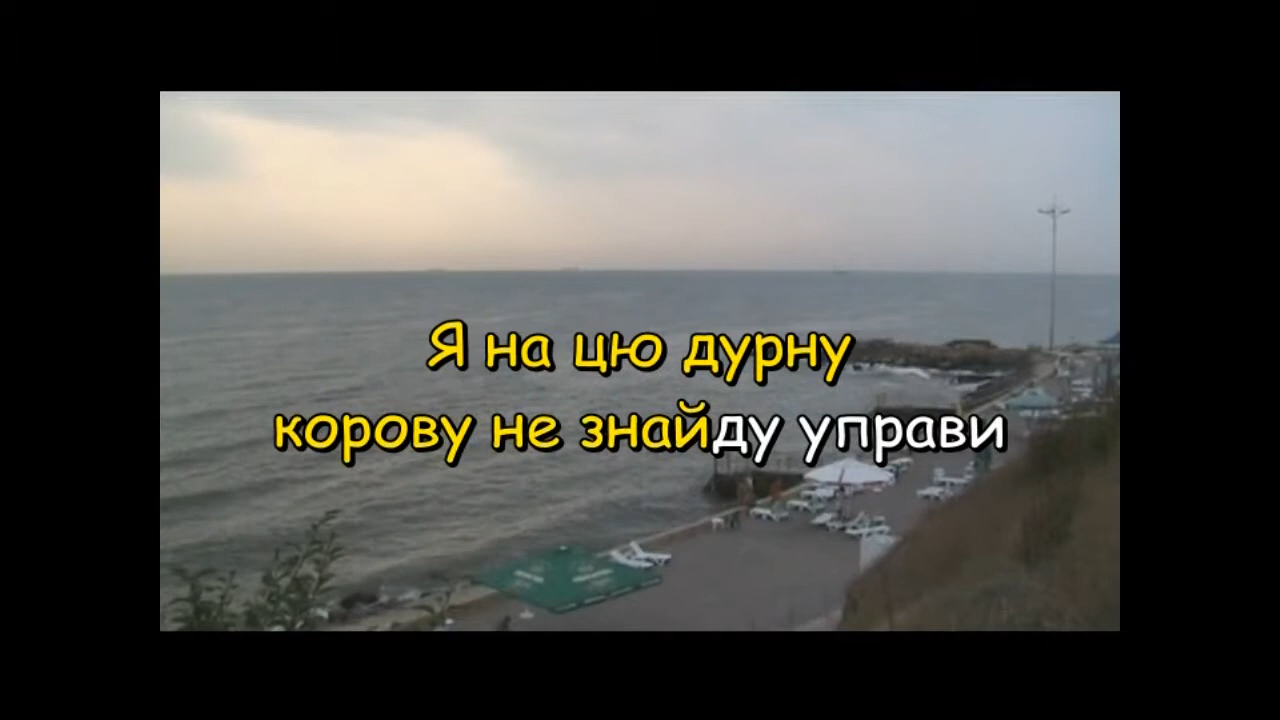 Я на цю дурну
корову не знайду управи